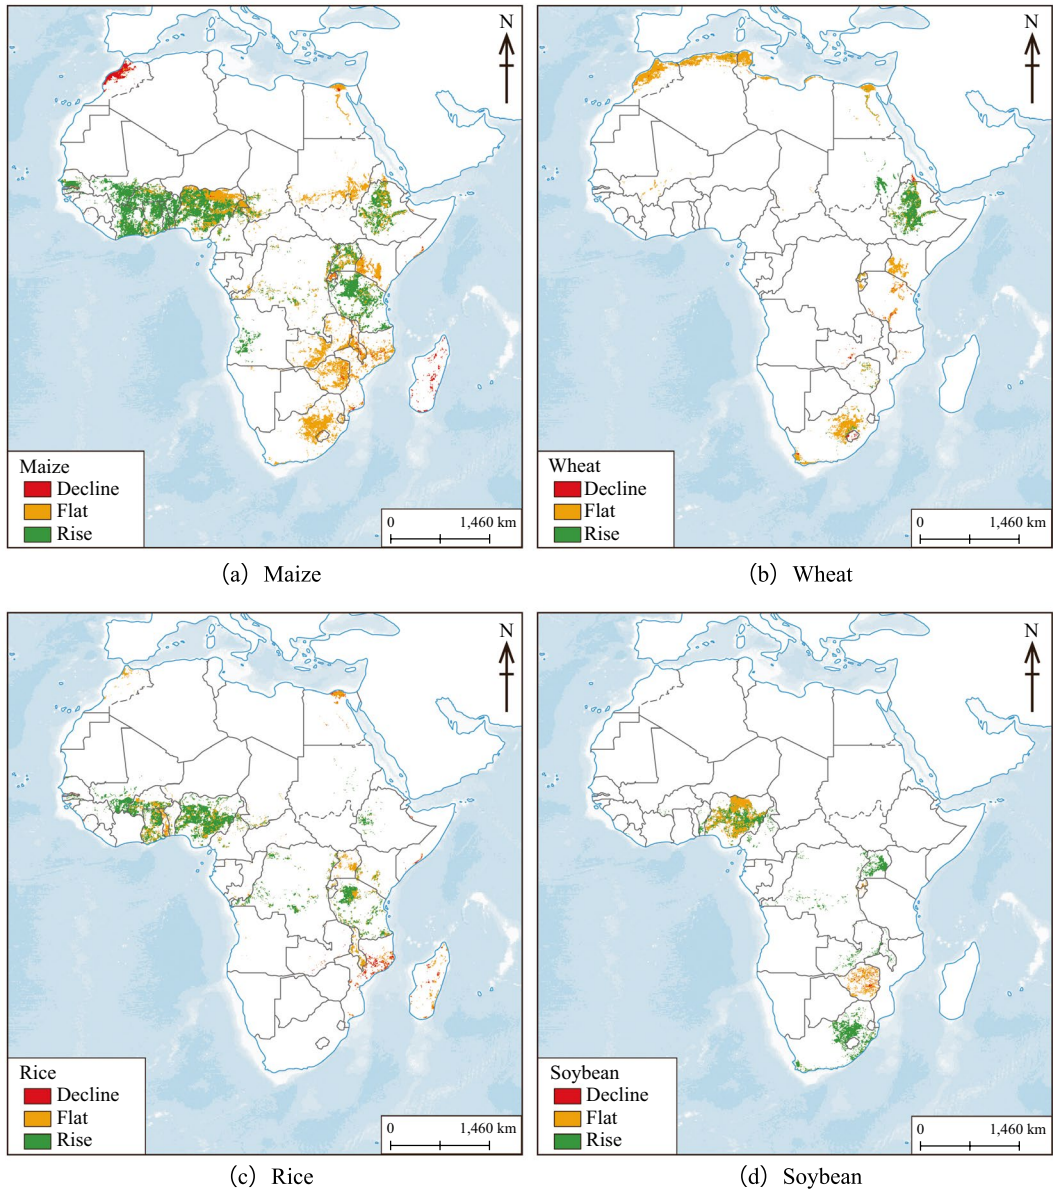 N
Maize
Decline
Flat
Rise
0 1,460 km
(a) Maize
N
Wheat
Decline
Flat
Rise
0 1,460 km
(b) Wheat
N
Rice
Decline
Flat
Rise
0 1,460 km
(c) Rice
N
Soybean
Decline
Flat
Rise
0 1,460 km
(d) Soybean